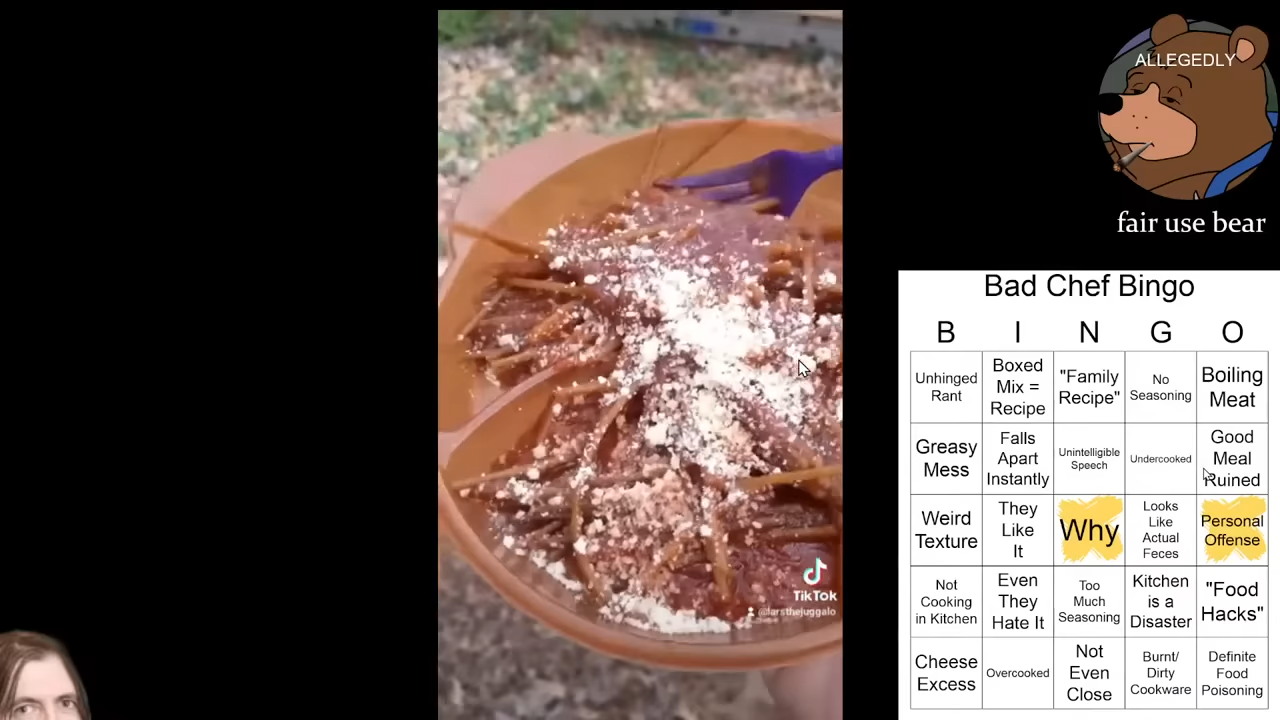 ALLEGEDLY
fair use bear
TikTok
@larsthejuggalo
Bad Chef Bingo
B I N G O
Unhinged
Rant
Boxed
Mix =
Recipe
"Family
Recipe"
No
Seasoning
Boiling
Meat
Greasy
Mess
Falls
Apart
Instantly
Unintelligible
Speech
Undercooked
Good
Meal
Ruined
Weird
Texture
They
Like
It
Why
Looks
Like
Actual
Feces
Personal
Offense
Not
Cooking
in Kitchen
Even
They
Hate It
Too
Much
Seasoning
Kitchen
is a
Disaster
"Food
Hacks"
Cheese
Excess
Overcooked
Not
Even
Close
Burnt/
Dirty
Cookware
Definite
Food
Poisoning